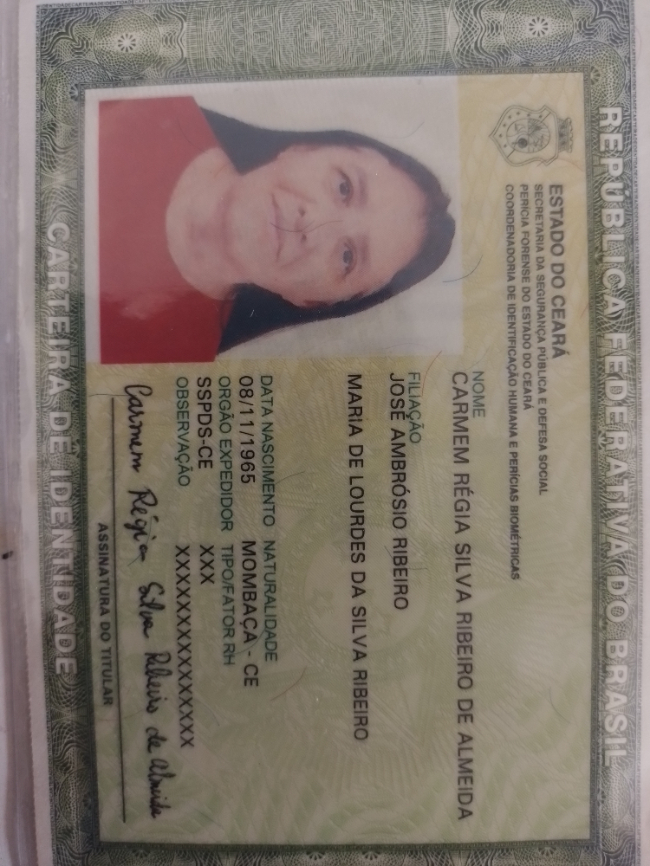 REPÚBLICA FEDERATIVA DO BRASIL
ESTADO DO CEARÁ
SECRETARIA DA SEGURANÇA PÚBLICA E DEFESA SOCIAL
PERÍCIA FORENSE DO ESTADO DO CEARÁ
COORDENADORIA DE IDENTIFICAÇÃO HUMANA E PERÍCIAS BIOMÉTRICAS
NOME
CARMEM RÉGIA SILVA RIBEIRO DE ALMEIDA
FILIAÇÃO
JOSÉ AMBRÓSIO RIBEIRO
MARIA DE LOURDES DA SILVA RIBEIRO
DATA NASCIMENTO NATURALIDADE
08/11/1965 MOMBAÇA - CE
ORGÃO EXPEDIDOR TIPO/FATOR RH
SSPDS-CE XXX
OBSERVAÇÃO XXXXXXXXXXXXXXXX
Carmem Régia Silva Ribeiro de Almeida
ASSINATURA DO TITULAR
CARTEIRA DE IDENTIDADE